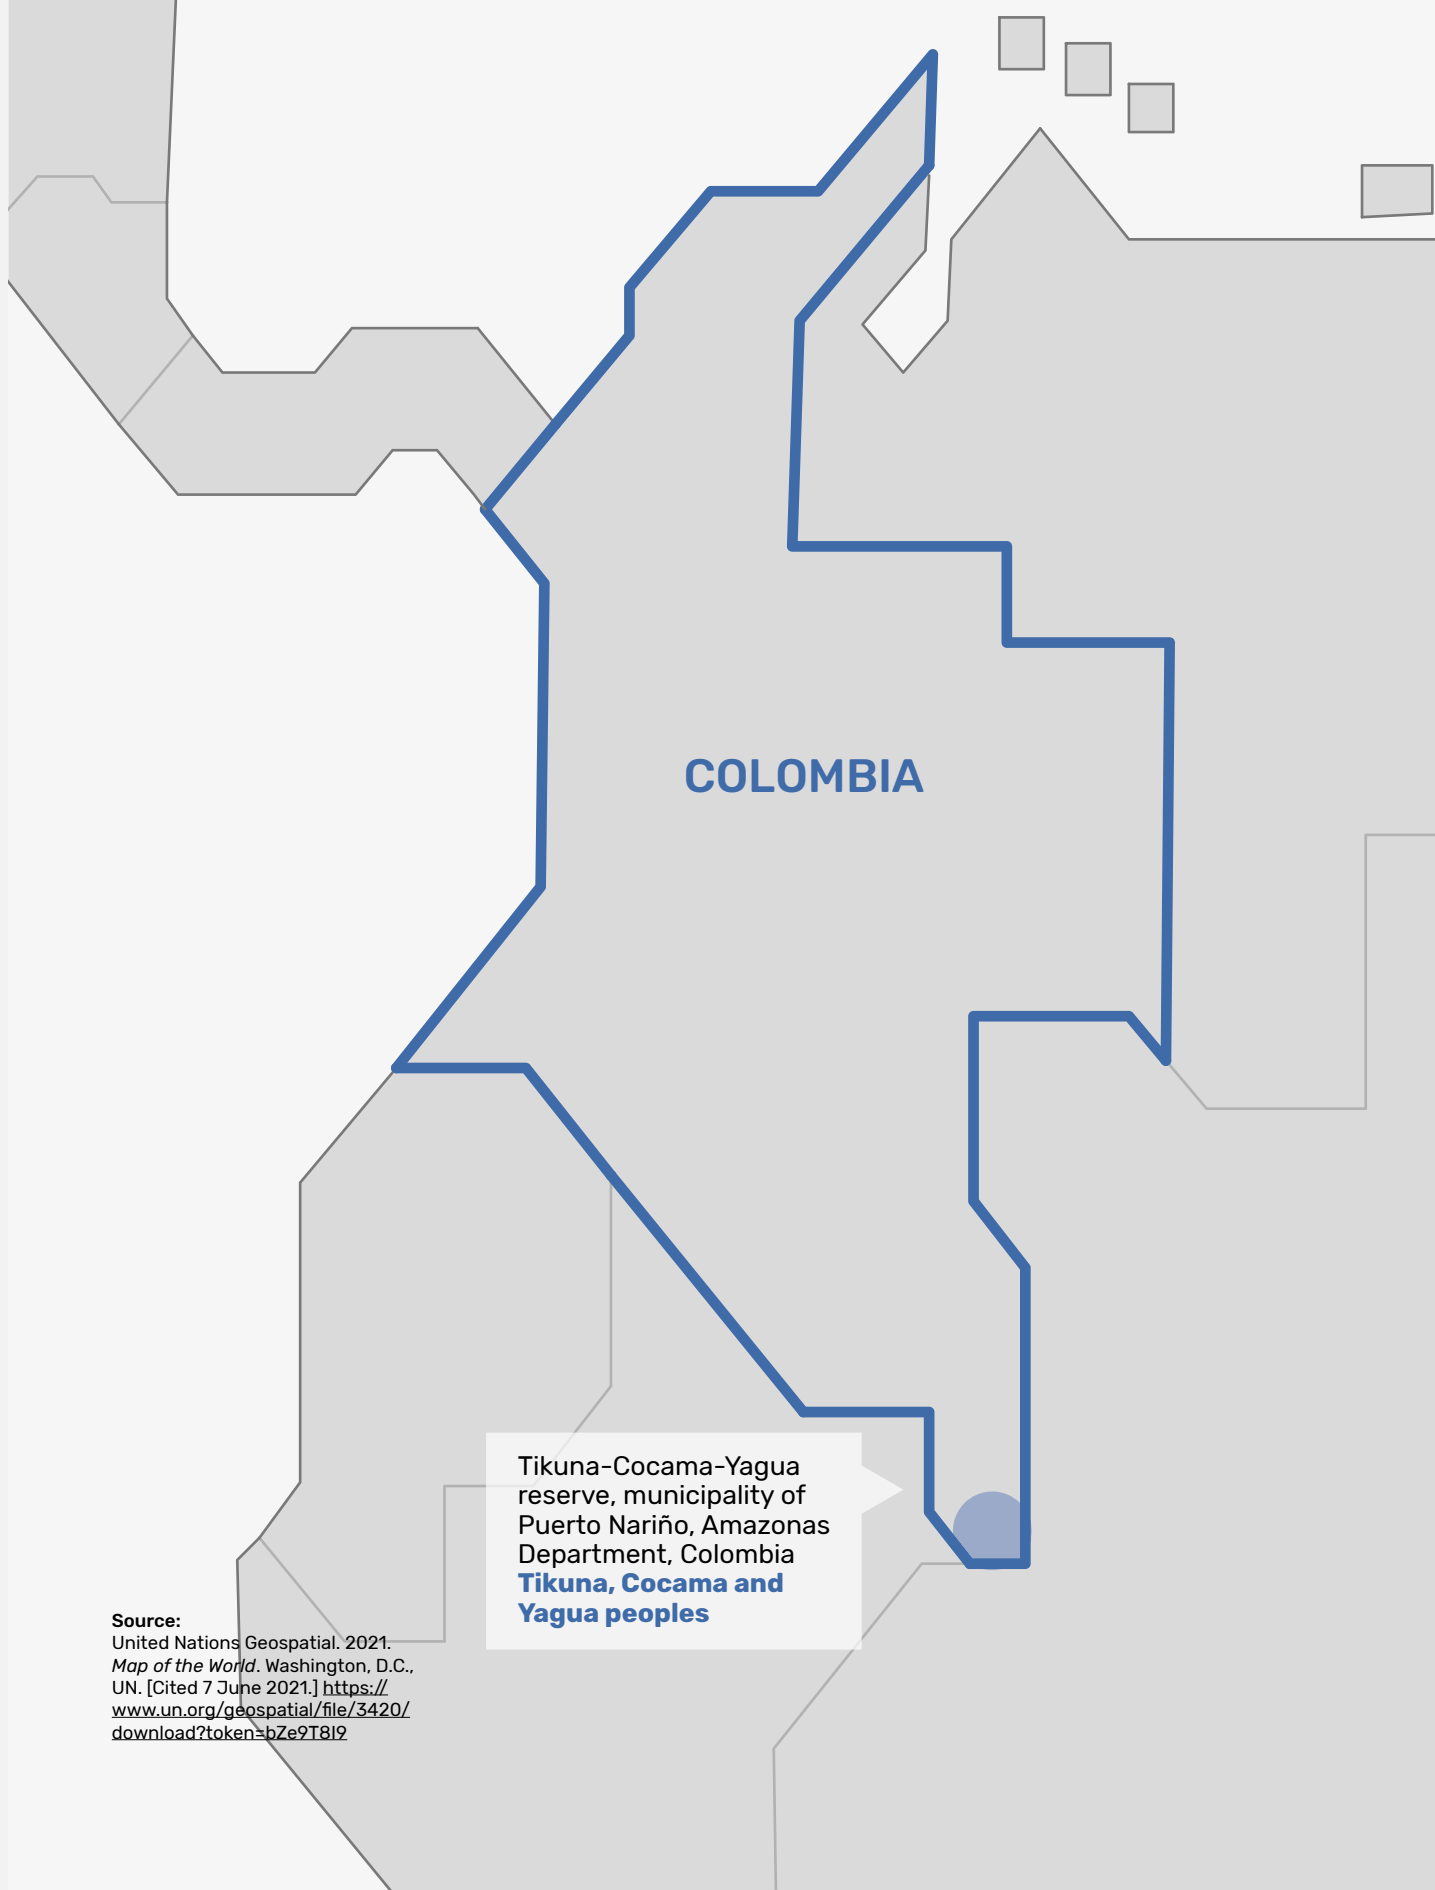 COLOMBIA
Tikuna-Cocama-Yagua
reserve, municipality of
Puerto Nariño, Amazonas
Department, Colombia
Tikuna, Cocama and
Yagua peoples
Source:
United Nations Geospatial. 2021.
Map of the World. Washington, D.C.,
UN. [Cited 7 June 2021.] https://
www.un.org/geospatial/file/3420/
download?token=bZe9T8I9